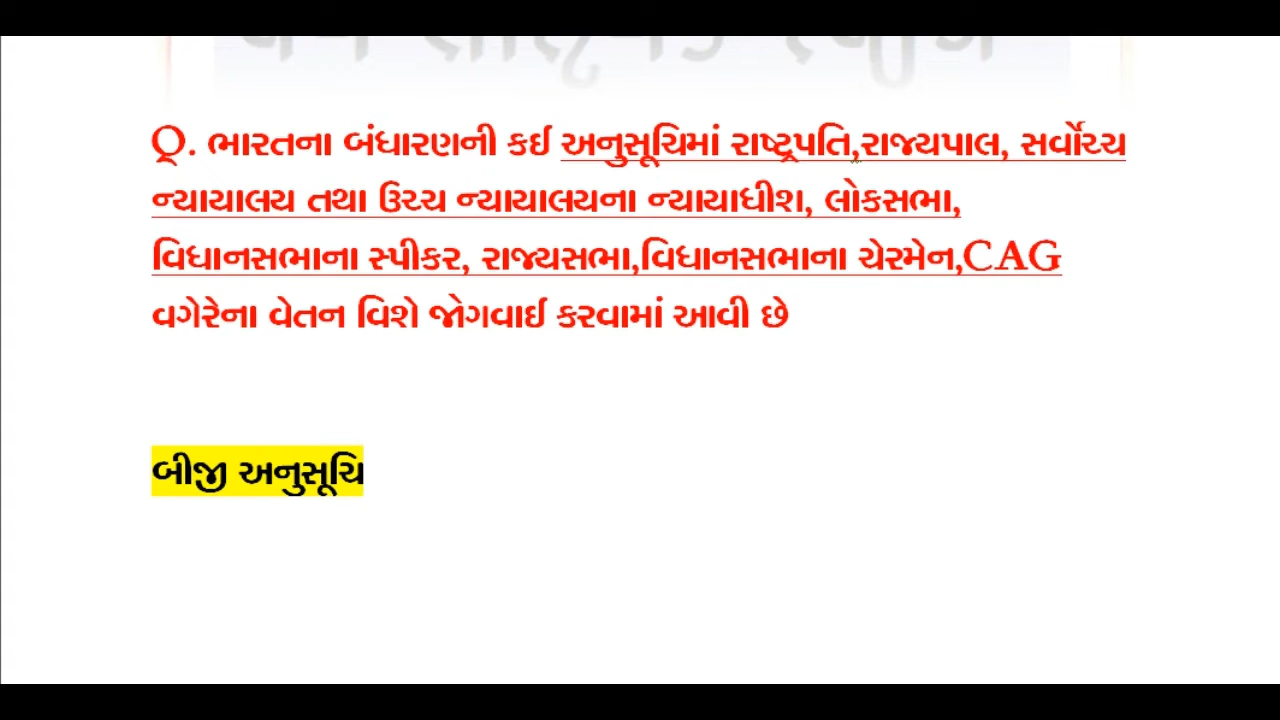 Q. ભારતના બંધારણની કઈ અનુસૂચિમાં રાષ્ટ્રપતિ,રાજ્યપાલ, સર્વોચ્ચ
ન્યાયાલય તથા ઉચ્ચ ન્યાયાલયના ન્યાયાધીશ, લોકસભા,
વિધાનસભાના સ્પીકર, રાજ્યસભા,વિધાનસભાના ચેરમેન,CAG
વગેરેના વેતન વિશે જોગવાઈ કરવામાં આવી છે
બીજી અનુસૂચિ